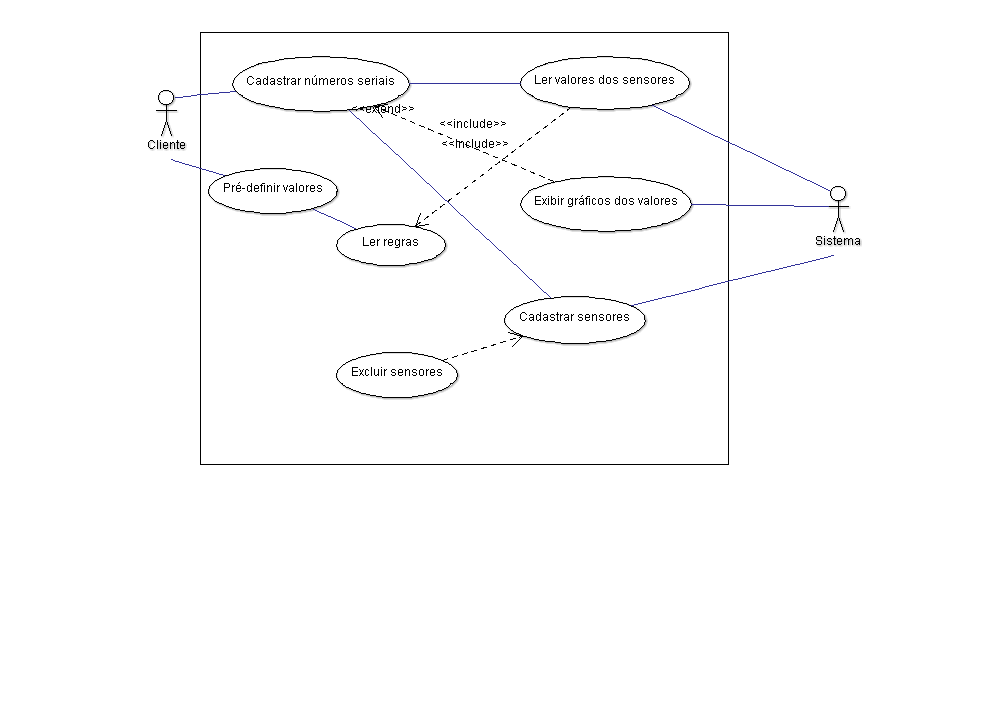 Cadastrar números seriais
Ler valores dos sensores
<<extend>>
<<include>>
<<Include>>
Cliente
Pré-definir valores
Exibir gráficos dos valores
Ler regras
Sistema
Cadastrar sensores
Excluir sensores